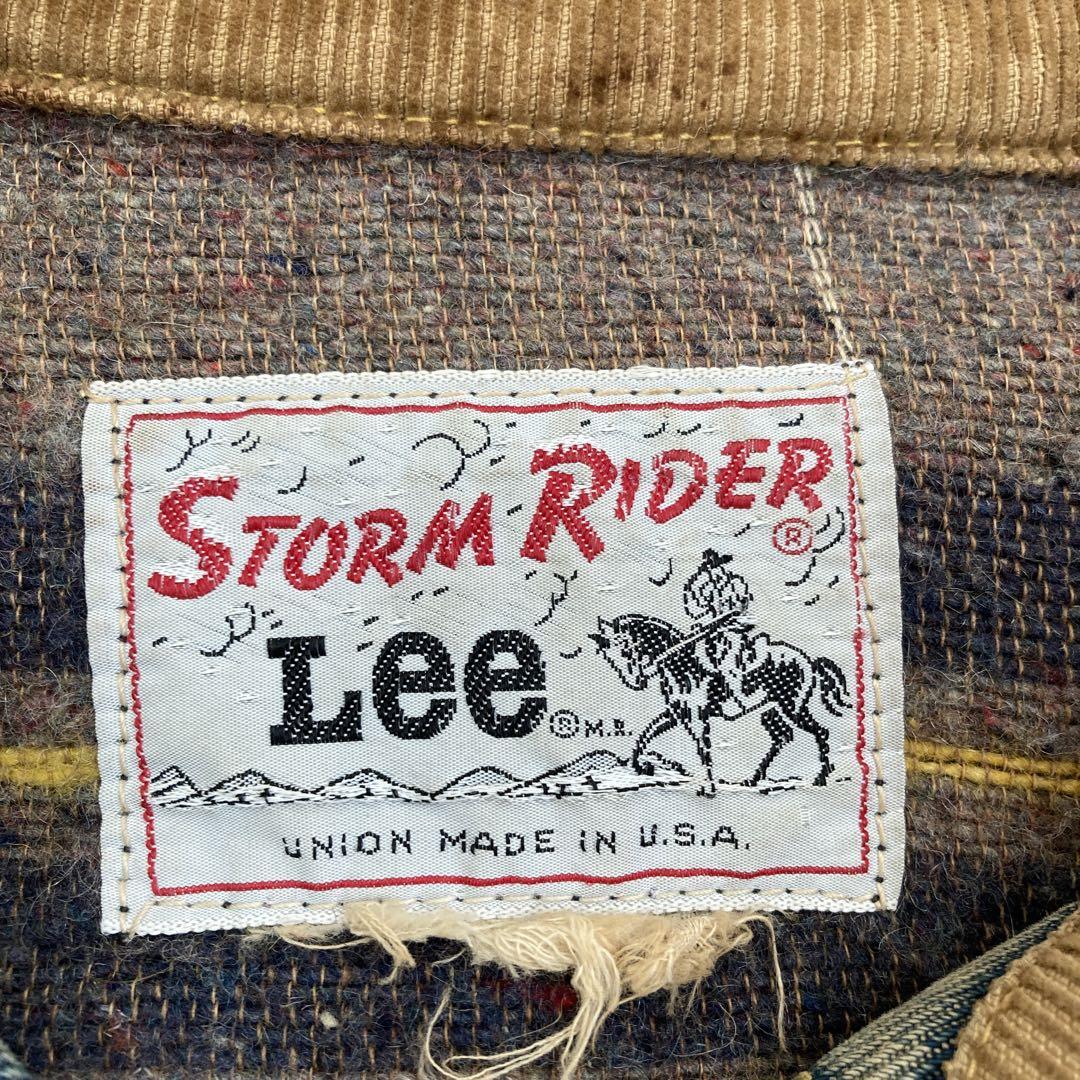 STORM RIDER ®
Lee ® M.R.
UNION MADE IN U.S.A.